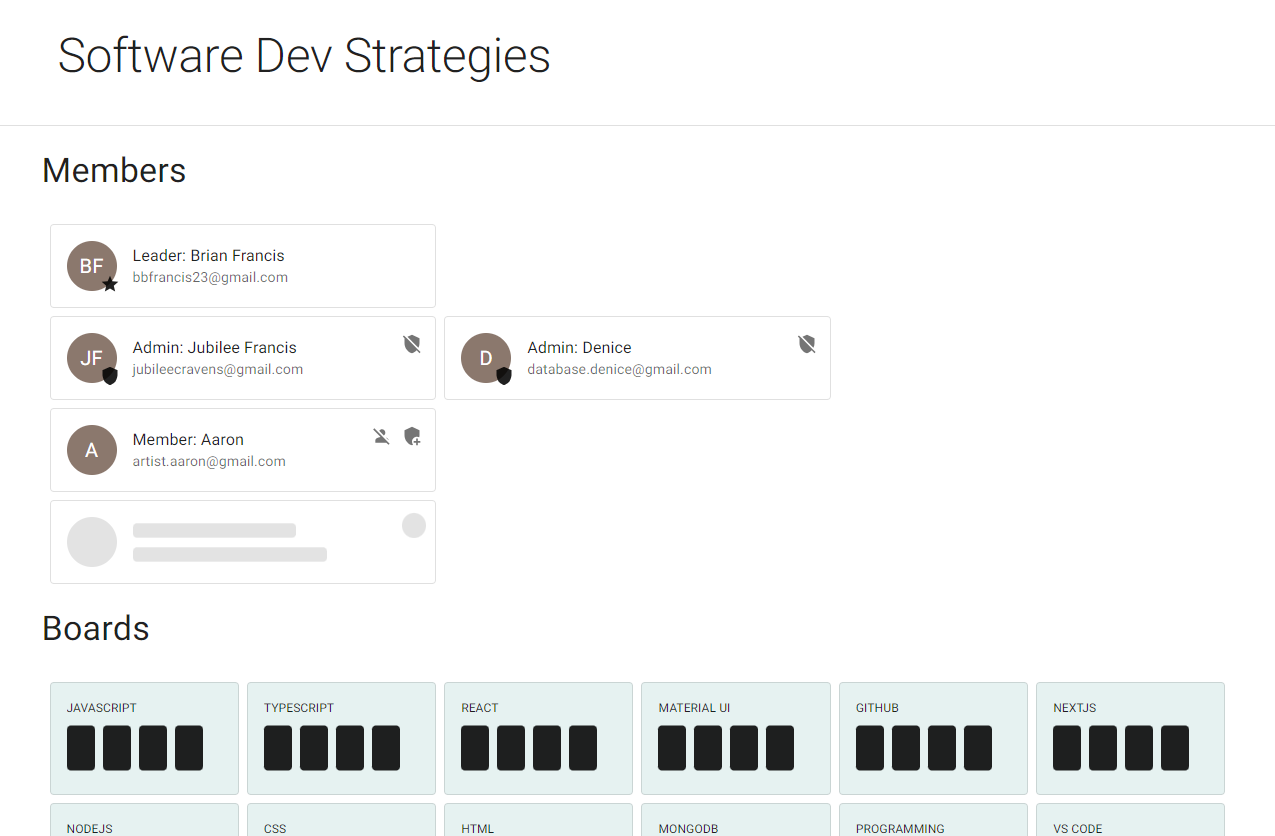 Software Dev Strategies
Members
BF
Leader: Brian Francis
bbfrancis23@gmail.com
JF
Admin: Jubilee Francis
jubileecravens@gmail.com
D
Admin: Denice
database.denice@gmail.com
A
Member: Aaron
artist.aaron@gmail.com
Boards
JAVASCRIPT
TYPESCRIPT
REACT
MATERIAL UI
GITHUB
NEXTJS
NODEJS
CSS
HTML
MONGODB
PROGRAMMING
VS CODE